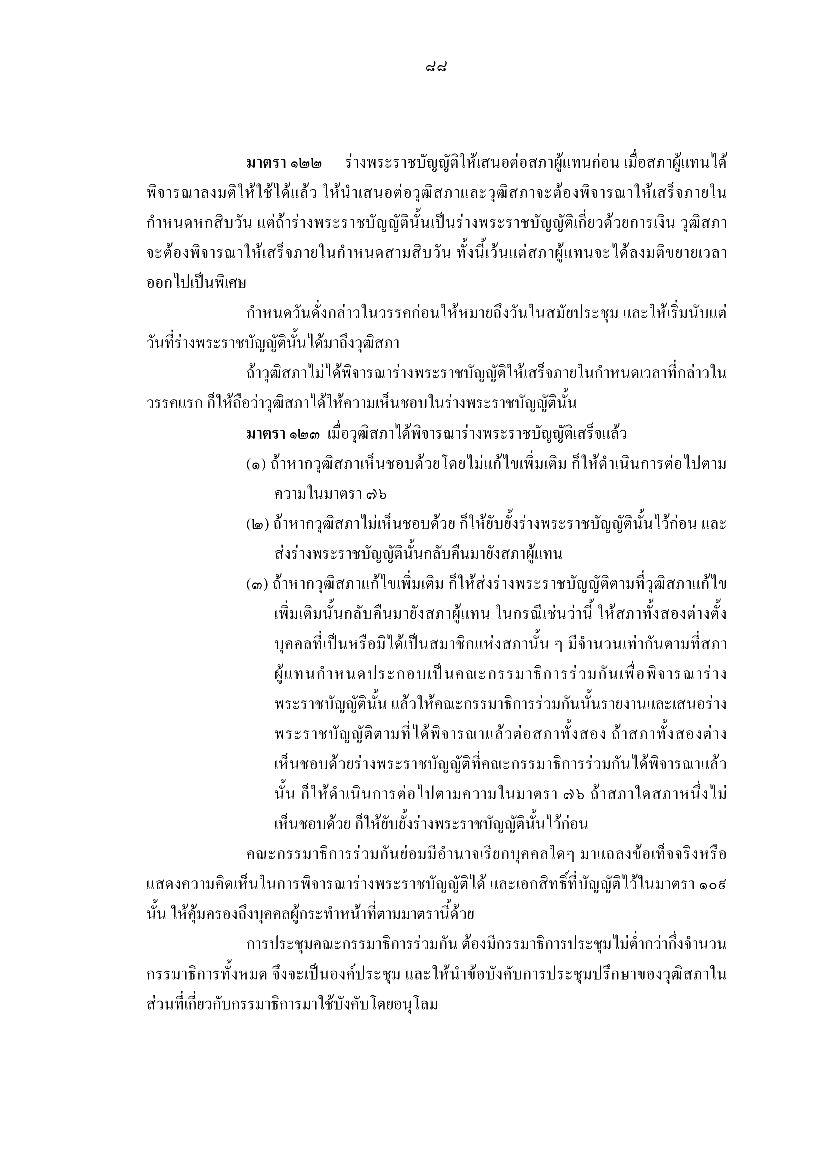 ๘๘
มาตรา ๑๒๒ ร่างพระราชบัญญัติให้เสนอต่อสภาผู้แทนก่อน เมื่อสภาผู้แทนได้
พิจารณาลงมติให้ใช้ได้แล้ว ให้นำเสนอต่อวุฒิสภาและวุฒิสภาจะต้องพิจารณาให้เสร็จภายใน
กำหนดหกสิบวัน แต่ถ้าร่างพระราชบัญญัตินั้นเป็นร่างพระราชบัญญัติเกี่ยวด้วยการเงิน วุฒิสภา
จะต้องพิจารณาให้เสร็จภายในกำหนดสามสิบวัน ทั้งนี้เว้นแต่สภาผู้แทนจะได้ลงมติขยายเวลา
ออกไปเป็นพิเศษ
กำหนดวันดั่งกล่าวในวรรคก่อนให้หมายถึงวันในสมัยประชุม และให้เริ่มนับแต่
วันที่ร่างพระราชบัญญัตินั้นได้มาถึงวุฒิสภา
ถ้าวุฒิสภาไม่ได้พิจารณาร่างพระราชบัญญัติให้เสร็จภายในกำหนดเวลาที่กล่าวใน
วรรคแรก ก็ให้ถือว่าวุฒิสภาได้ให้ความเห็นชอบในร่างพระราชบัญญัตินั้น
มาตรา ๑๒๓ เมื่อวุฒิสภาได้พิจารณาร่างพระราชบัญญัติเสร็จแล้ว
(๑) ถ้าหากวุฒิสภาเห็นชอบด้วยโดยไม่แก้ไขเพิ่มเติม ก็ให้ดำเนินการต่อไปตาม
ความในมาตรา ๗๖
(๒) ถ้าหากวุฒิสภาไม่เห็นชอบด้วย ก็ให้ยับยั้งร่างพระราชบัญญัตินั้นไว้ก่อน และ
ส่งร่างพระราชบัญญัตินั้นกลับคืนมายังสภาผู้แทน
(๓) ถ้าหากวุฒิสภาแก้ไขเพิ่มเติม ก็ให้ส่งร่างพระราชบัญญัติตามที่วุฒิสภาแก้ไข
เพิ่มเติมนั้นกลับคืนมายังสภาผู้แทน ในกรณีเช่นว่านี้ ให้สภาทั้งสองต่างตั้ง
บุคคลที่เป็นหรือมิได้เป็นสมาชิกแห่งสภานั้น ๆ มีจำนวนเท่ากันตามที่สภา
ผู้แทนกำหนดประกอบเป็นคณะกรรมาธิการร่วมกันเพื่อพิจารณาร่าง
พระราชบัญญัตินั้น แล้วให้คณะกรรมาธิการร่วมกันนั้นรายงานและเสนอร่าง
พระราชบัญญัติตามที่ได้พิจารณาแล้วต่อสภาทั้งสอง ถ้าสภาทั้งสองต่าง
เห็นชอบด้วยร่างพระราชบัญญัติที่คณะกรรมาธิการร่วมกันได้พิจารณาแล้ว
นั้น ก็ให้ดำเนินการต่อไปตามความในมาตรา ๗๖ ถ้าสภาใดสภาหนึ่งไม่
เห็นชอบด้วย ก็ให้ยับยั้งร่างพระราชบัญญัตินั้นไว้ก่อน
คณะกรรมาธิการร่วมกันย่อมมีอำนาจเรียกบุคคลใดๆ มาแถลงข้อเท็จจริงหรือ
แสดงความคิดเห็นในการพิจารณาร่างพระราชบัญญัติได้ และเอกสิทธิ์ที่บัญญัติไว้ในมาตรา ๑๐๙
นั้น ให้คุ้มครองถึงบุคคลผู้กระทำหน้าที่ตามมาตรานี้ด้วย
การประชุมคณะกรรมาธิการร่วมกัน ต้องมีกรรมาธิการประชุมไม่ต่ำกว่ากึ่งจำนวน
กรรมาธิการทั้งหมด จึงจะเป็นองค์ประชุม และให้นำข้อบังคับการประชุมปรึกษาของวุฒิสภาใน
ส่วนที่เกี่ยวกับกรรมาธิการมาใช้บังคับโดยอนุโลม